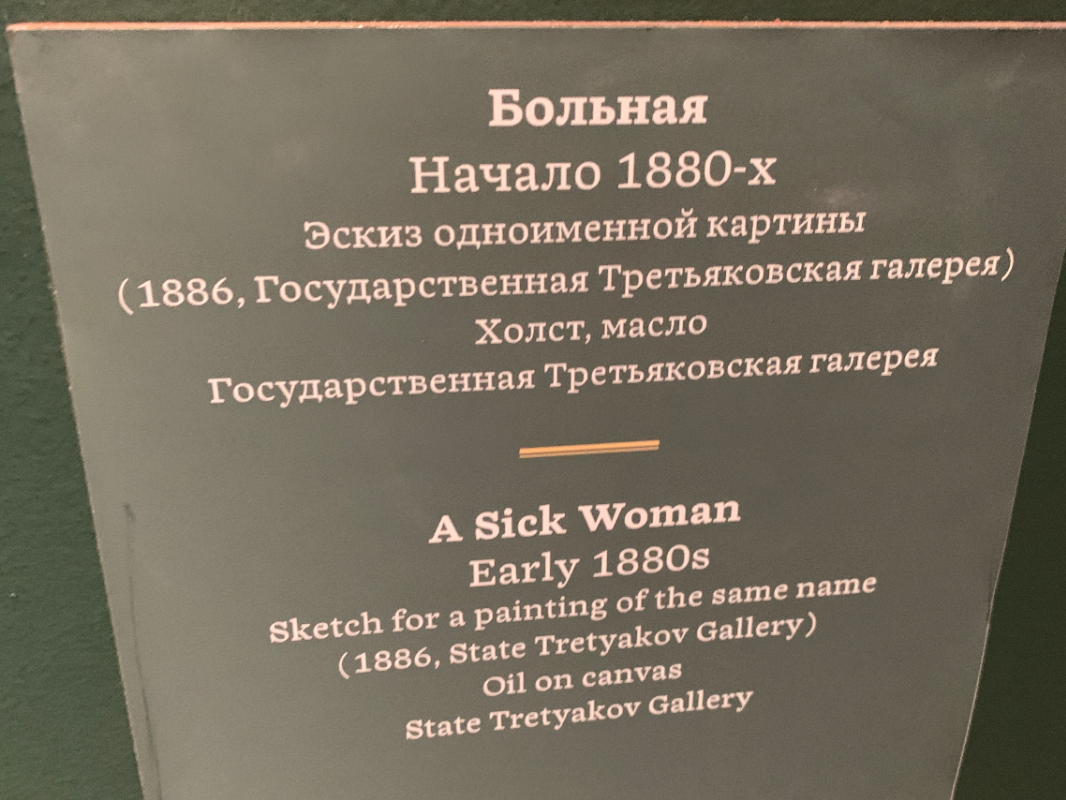 Больная
Начало 1880-х
Эскиз одноименной картины
(1886, Государственная Третьяковская галерея)
Холст, масло
Государственная Третьяковская галерея
A Sick Woman
Early 1880s
Sketch for a painting of the same name
(1886, State Tretyakov Gallery)
Oil on canvas
State Tretyakov Gallery